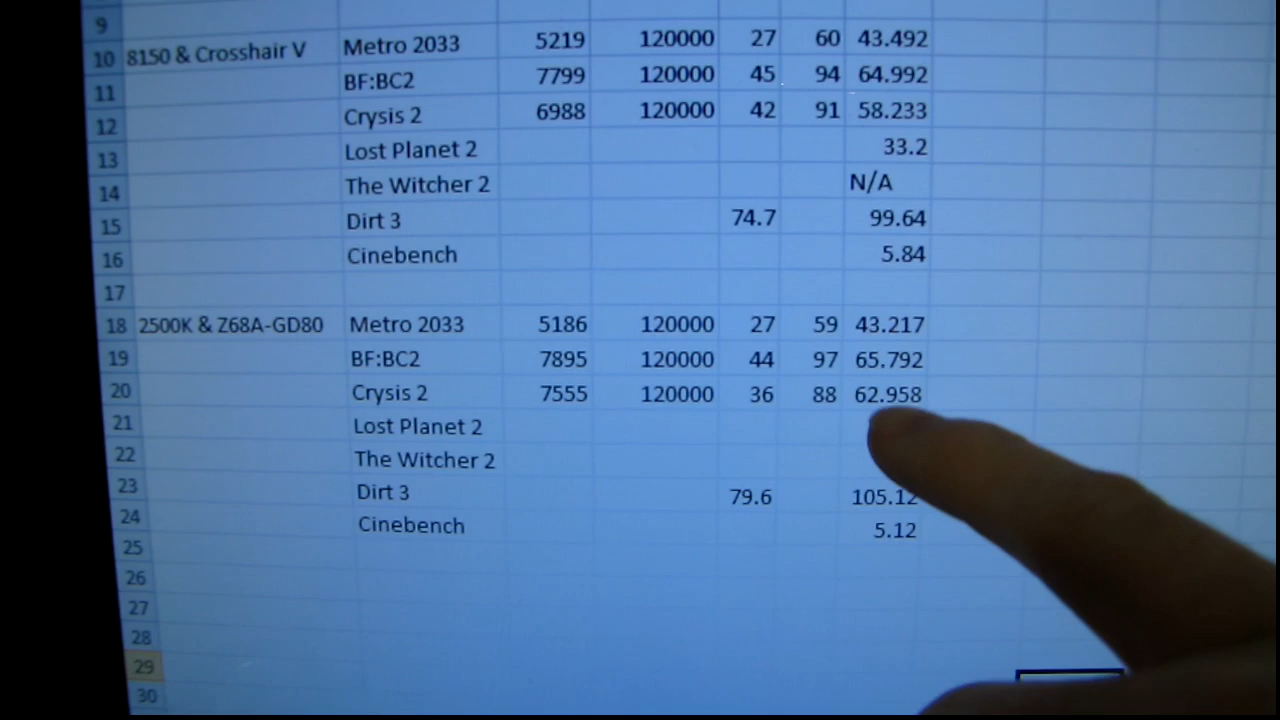 9
10 8150 & Crosshair V Metro 2033 5219 120000 27 60 43.492
11 BF:BC2 7799 120000 45 94 64.992
12 Crysis 2 6988 120000 42 91 58.233
13 Lost Planet 2 33.2
14 The Witcher 2 N/A
15 Dirt 3 74.7 99.64
16 Cinebench 5.84
17
18 2500K & Z68A-GD80 Metro 2033 5186 120000 27 59 43.217
19 BF:BC2 7895 120000 44 97 65.792
20 Crysis 2 7555 120000 36 88 62.958
21 Lost Planet 2
22 The Witcher 2
23 Dirt 3 79.6 105.12
24 Cinebench 5.12
25
26
27
28
29
30